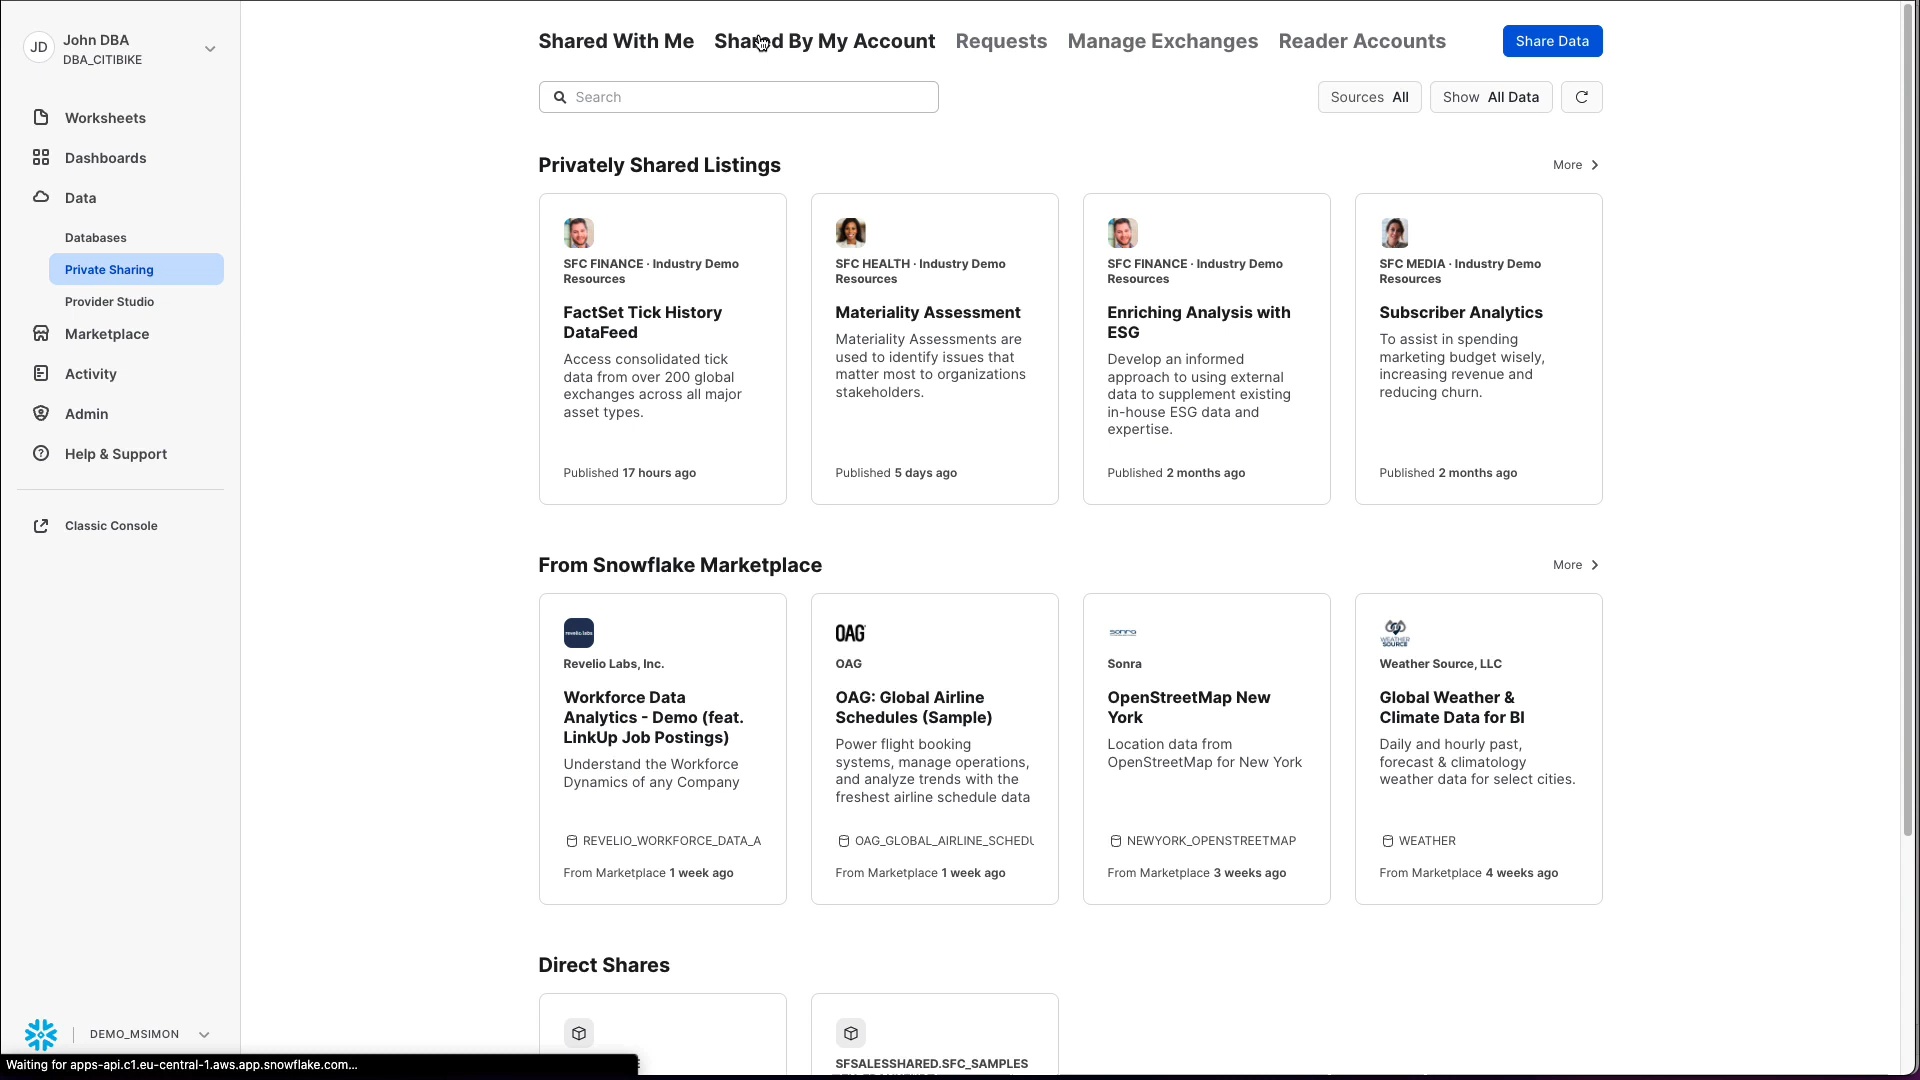 JD
John DBA
DBA_CITIBIKE
Worksheets
Dashboards
Data
Databases
Private Sharing
Provider Studio
Marketplace
Activity
Admin
Help & Support
Classic Console
DEMO_MSIMON
Waiting for apps-api.c1.eu-central-1.aws.app.snowflake.com...
Shared With Me
Shared By My Account
Requests
Manage Exchanges
Reader Accounts
Share Data
Search
Sources All
Show All Data
Privately Shared Listings
More
SFC FINANCE · Industry Demo
Resources
FactSet Tick History
DataFeed
Access consolidated tick
data from over 200 global
exchanges across all major
asset types.
Published 17 hours ago
SFC HEALTH · Industry Demo
Resources
Materiality Assessment
Materiality Assessments are
used to identify issues that
matter most to organizations
stakeholders.
Published 5 days ago
SFC FINANCE · Industry Demo
Resources
Enriching Analysis with
ESG
Develop an informed
approach to using external
data to supplement existing
in-house ESG data and
expertise.
Published 2 months ago
SFC MEDIA · Industry Demo
Resources
Subscriber Analytics
To assist in spending
marketing budget wisely,
increasing revenue and
reducing churn.
Published 2 months ago
From Snowflake Marketplace
More
revelio labs
Revelio Labs, Inc.
Workforce Data
Analytics - Demo (feat.
LinkUp Job Postings)
Understand the Workforce
Dynamics of any Company
REVELIO_WORKFORCE_DATA_A
From Marketplace 1 week ago
OAG
OAG
OAG: Global Airline
Schedules (Sample)
Power flight booking
systems, manage operations,
and analyze trends with the
freshest airline schedule data
OAG_GLOBAL_AIRLINE_SCHEDU
From Marketplace 1 week ago
sonra
Sonra
OpenStreetMap New
York
Location data from
OpenStreetMap for New York
NEWYORK_OPENSTREETMAP
From Marketplace 3 weeks ago
WEATHER
SOURCE
Weather Source, LLC
Global Weather &
Climate Data for BI
Daily and hourly past,
forecast & climatology
weather data for select cities.
WEATHER
From Marketplace 4 weeks ago
Direct Shares
SFSALESSHARED.SFC_SAMPLES